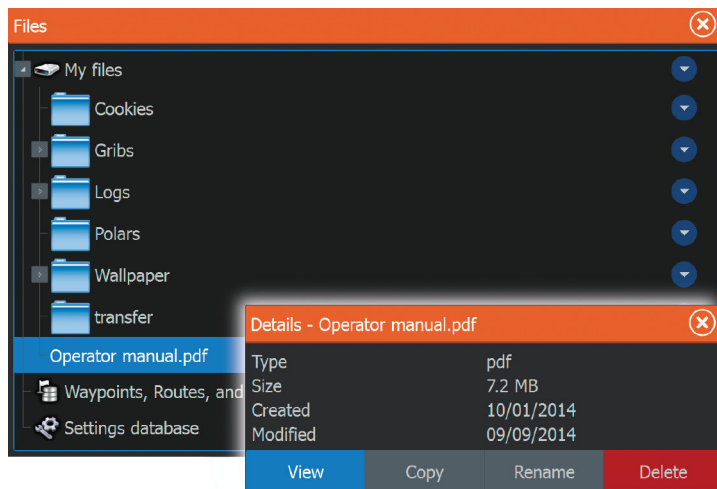 Files
My files
Cookies
Gribs
Logs
Polars
Wallpaper
transfer
Operator manual.pdf
Waypoints, Routes, and
Settings database
Details - Operator manual.pdf
Type pdf
Size 7.2 MB
Created 10/01/2014
Modified 09/09/2014
View Copy Rename Delete